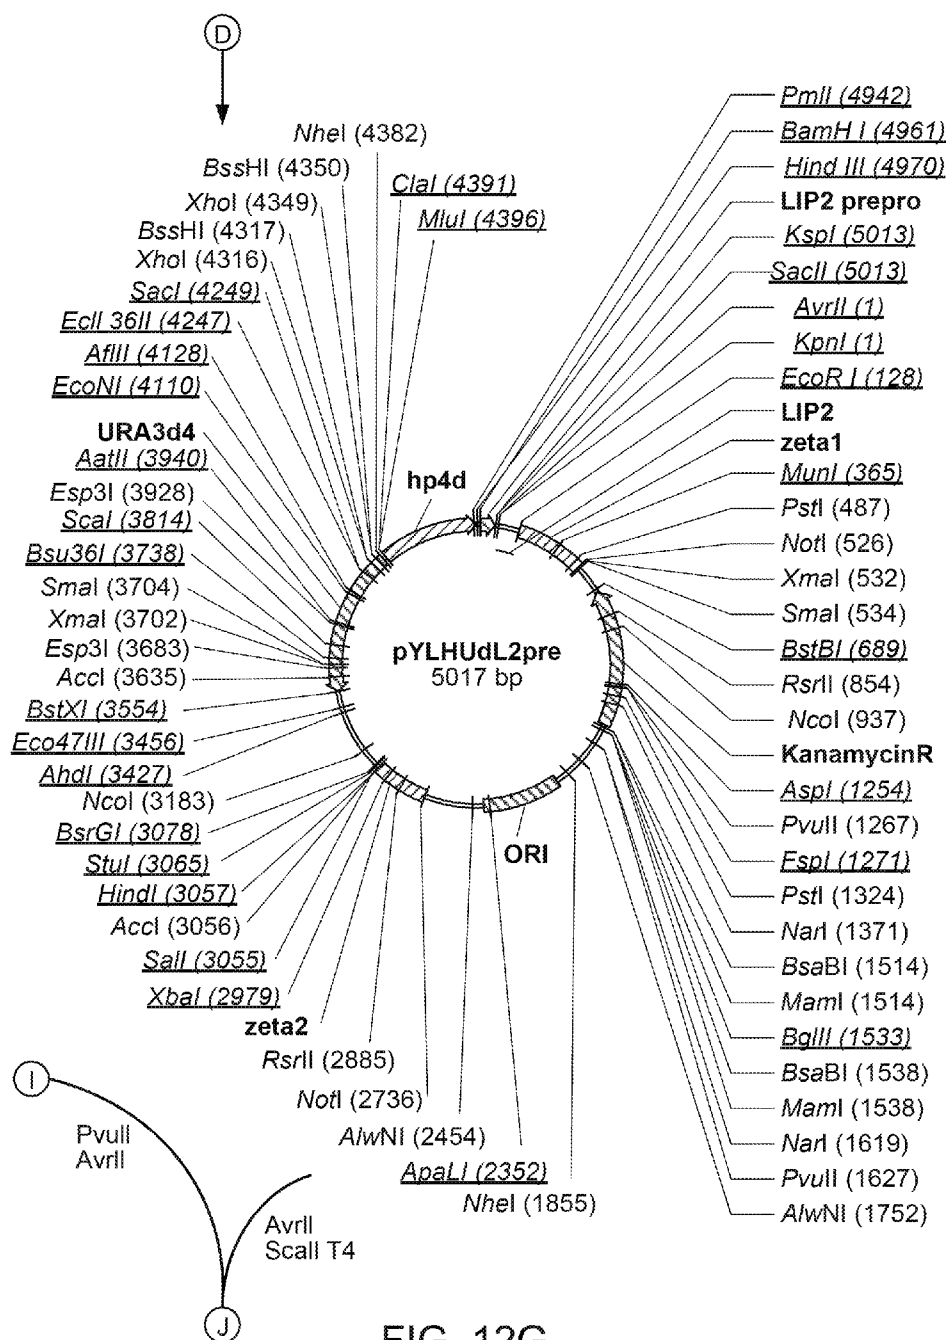 D
NheI (4382)
BssHI (4350)
XhoI (4349)
BssHI (4317)
XhoI (4316)
SacI (4249)
EclI 36II (4247)
AflII (4128)
EcoNI (4110)
URA3d4
AatII (3940)
Esp3I (3928)
ScaI (3814)
Bsu36I (3738)
SmaI (3704)
XmaI (3702)
Esp3I (3683)
AccI (3635)
BstXI (3554)
Eco47III (3456)
AhdI (3427)
NcoI (3183)
BsrGI (3078)
StuI (3065)
HindI (3057)
AccI (3056)
SalI (3055)
XbaI (2979)
zeta2
RsrII (2885)
NotI (2736)
AlwNI (2454)
ApaLI (2352)
NheI (1855)
ClaI (4391)
MluI (4396)
hp4d
pYLHUdL2pre
5017 bp
ORI
PmlI (4942)
BamH I (4961)
Hind III (4970)
LIP2 prepro
KspI (5013)
SacII (5013)
AvrII (1)
KpnI (1)
EcoR I (128)
LIP2
zeta1
MunI (365)
PstI (487)
NotI (526)
XmaI (532)
SmaI (534)
BstBI (689)
RsrII (854)
NcoI (937)
KanamycinR
AspI (1254)
PvuII (1267)
FspI (1271)
PstI (1324)
NarI (1371)
BsaBI (1514)
MamI (1514)
BglII (1533)
BsaBI (1538)
MamI (1538)
NarI (1619)
PvuII (1627)
AlwNI (1752)
I
PvuII
AvrII
AvrII
ScaII T4
J
FIG. 12G